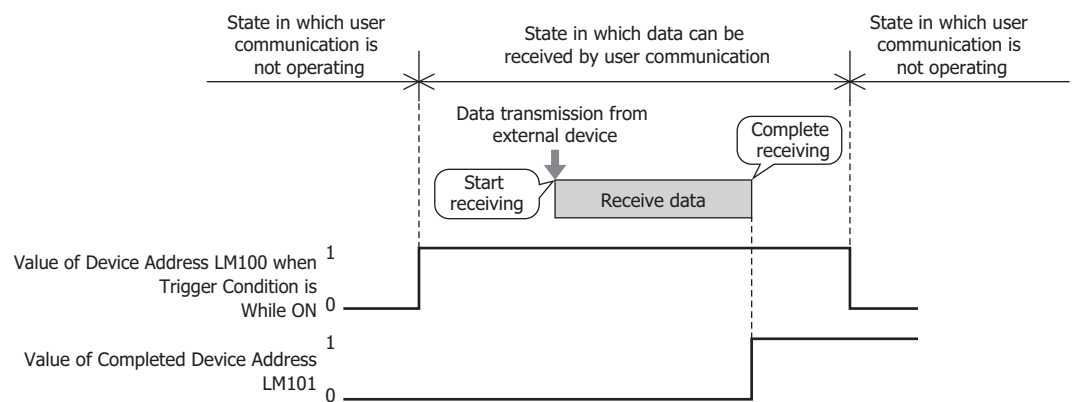 State in which user
communication is
not operating
State in which data can be
received by user communication
State in which user
communication is
not operating
Data transmission from
external device
Complete
receiving
Start
receiving
Receive data
Value of Device Address LM100 when
Trigger Condition is
While ON
1
0
Value of Completed Device Address
LM101
1
0